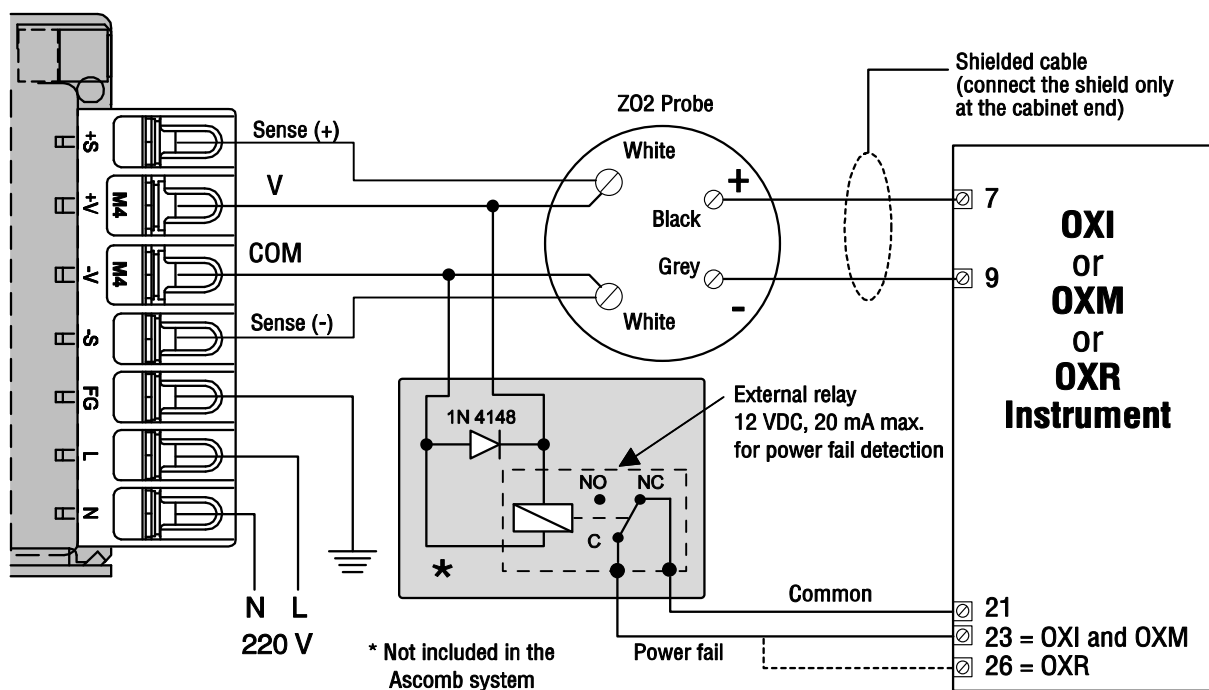 Shielded cable
(connect the shield only
at the cabinet end)
ZO2 Probe
+S
Sense (+)
White
+V
M4
V
+
7
Black
-V
M4
COM
Grey
9
-S
Sense (-)
White
-
OXI
or
OXM
or
OXR
Instrument
FG
1N 4148
External relay
12 VDC, 20 mA max.
for power fail detection
L
NO
NC
N
C
*
N L
220 V
Common
21
* Not included in the
Ascomb system
Power fail
23 = OXI and OXM
26 = OXR